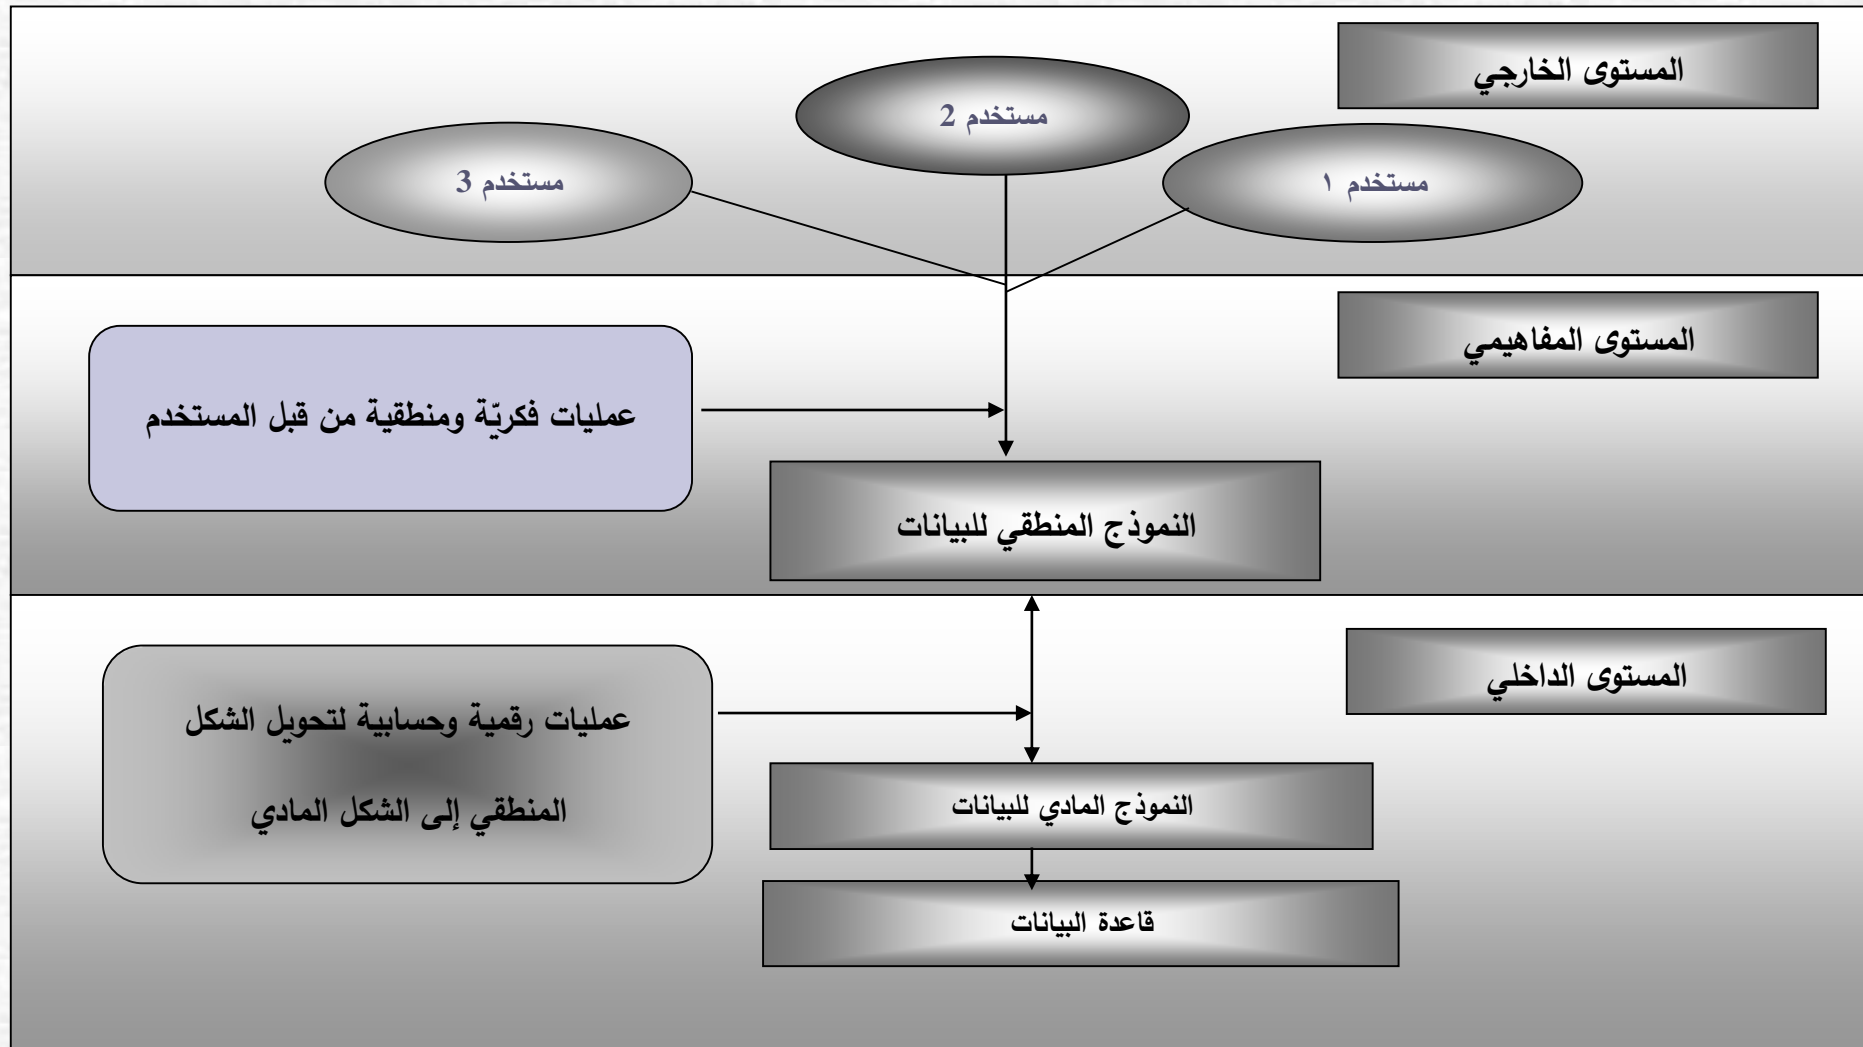 المستوى الخارجي
مستخدم 2
مستخدم ١
مستخدم 3
المستوى المفاهيمي
عمليات فكريّة ومنطقية من قبل المستخدم
النموذج المنطقي للبيانات
المستوى الداخلي
عمليات رقمية وحسابية لتحويل الشكل
المنطقي إلى الشكل المادي
النموذج المادي للبيانات
قاعدة البيانات